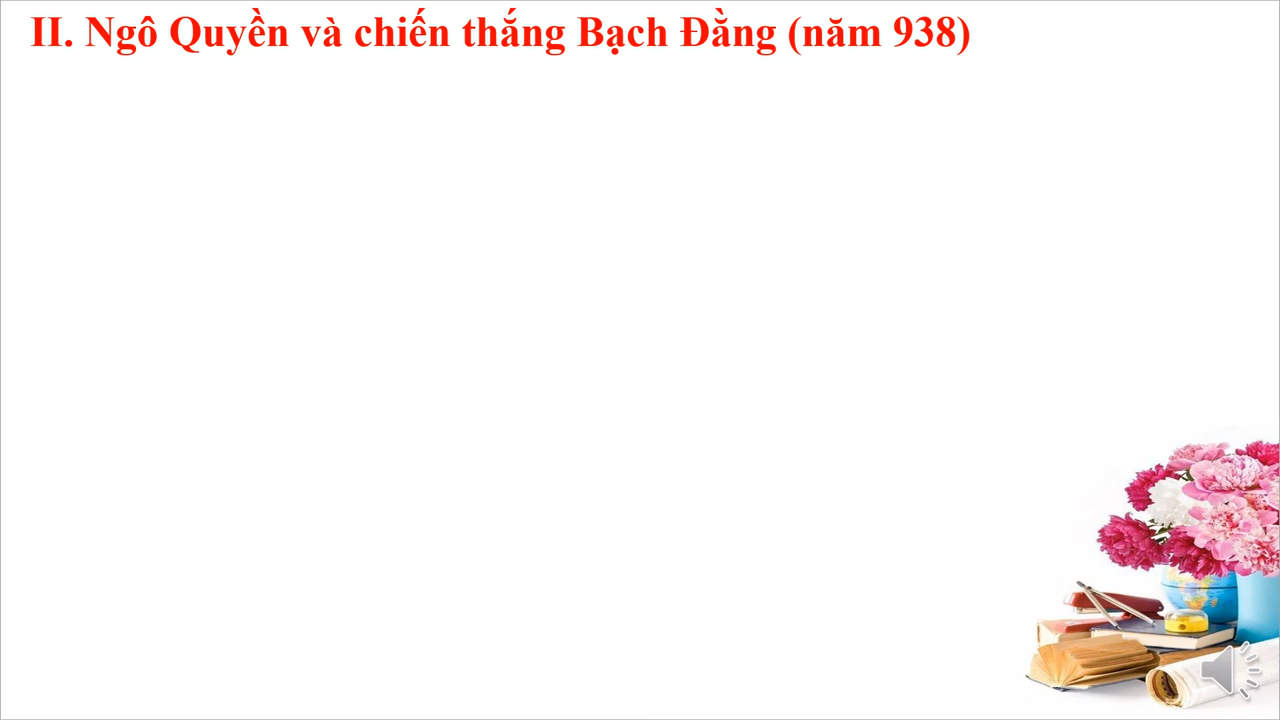 II. Ngô Quyền và chiến thắng Bạch Đằng (năm 938)